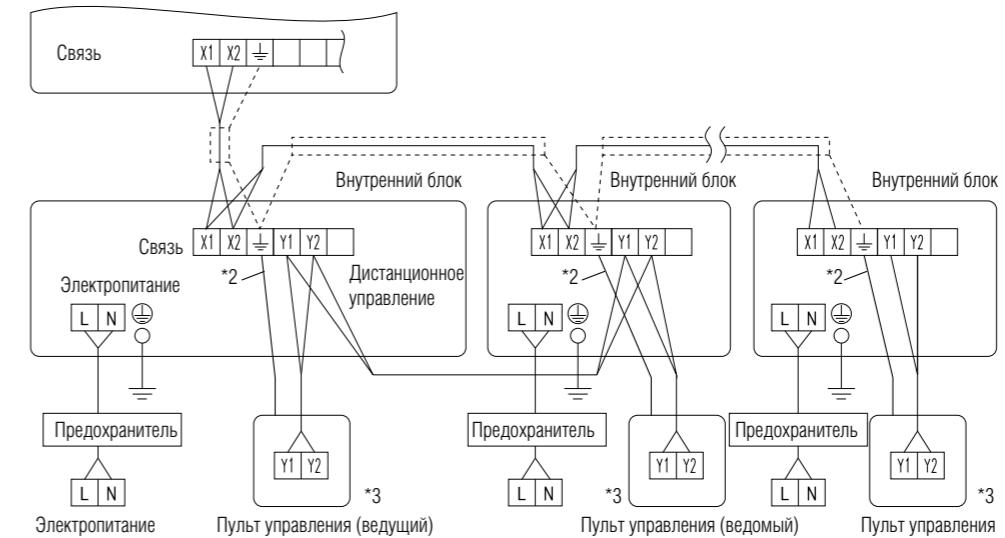 Связь
X1 X2
Внутренний блок Внутренний блок Внутренний блок
Связь X1 X2 Y1 Y2 X1 X2 Y1 Y2 X1 X2 Y1 Y2
*2 Дистанционное *2 *2
управление
Электропитание
L N L N L N
Предохранитель Предохранитель Предохранитель
Y1 Y2 Y1 Y2 Y1 Y2
L N *3 L N *3 L N *3
Электропитание Пульт управления (ведущий) Пульт управления (ведомый) Пульт управления